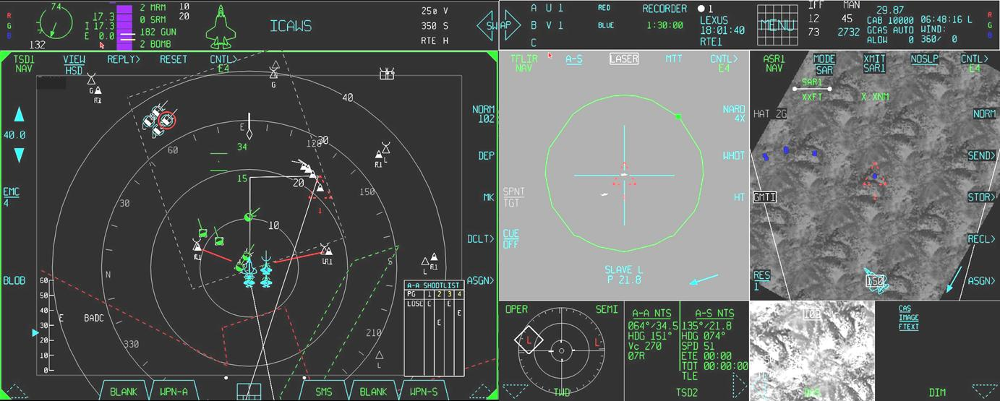 R
G
B
74
132
17.3
I 17.3
E 0.0
2 MRM
0 SRM
182 GUN
2 BOMB
10
20
ICAWS
250 V
350 S
RTE H
SWAP
A U 1
B V 1
C
RED
BLUE
RECORDER
1:30:00
1
LEXUS
18:01:40
RTE1
MENU
IFF
12
73
MAN
45
2732
29.87
CAB 10000
06:48:16 L
GCAS AUTO
WIND:
ALOW 0
360/ 0
R
G
B
TSD1
NAV
VIEW
HSD
REPLY>
RESET
CNTL>
E4
40.0
EMC
4
BLOB
NORM
102
DEP
MK
HT
DCLT>
ASGN>
G
G
L
L
L
E
34
15
40
30
20
10
60
30
N
330
120
150
S
210
1
60
50
40
30
20
10
0
E
BADC
A-A SHOOTLIST
PG 1 2 3 4
LOSE E E
E
E
BLANK
WPN-A
SMS
BLANK
WPN-S
TFLIR
NAV
A-S
LASER
MTT
CNTL>
E4
NARO
4X
WHOT
HT
SPNT
TGT
CUE
OFF
SLAVE L
P 21.8
ASR1
NAV
MODE
SAR
XMIT
SAR1
NOSLP
CNTL>
E4
SAR1
XXFT
X.XNM
HAT 2G
NORM
SEND>
GMTI
STOR>
RECL>
RES
1
150
ASGN>
OPER
SEMI
L
L
TWD
A-A NTS
064°/34.5
HDG 151°
Vc 270
07R
A-S NTS
135°/21.8
HDG 074°
SPD 51
ETE 00:00
TOT 00:00:00
TLE
TSD2
DAS
CAS
IMAGE
FTEXT
DIM